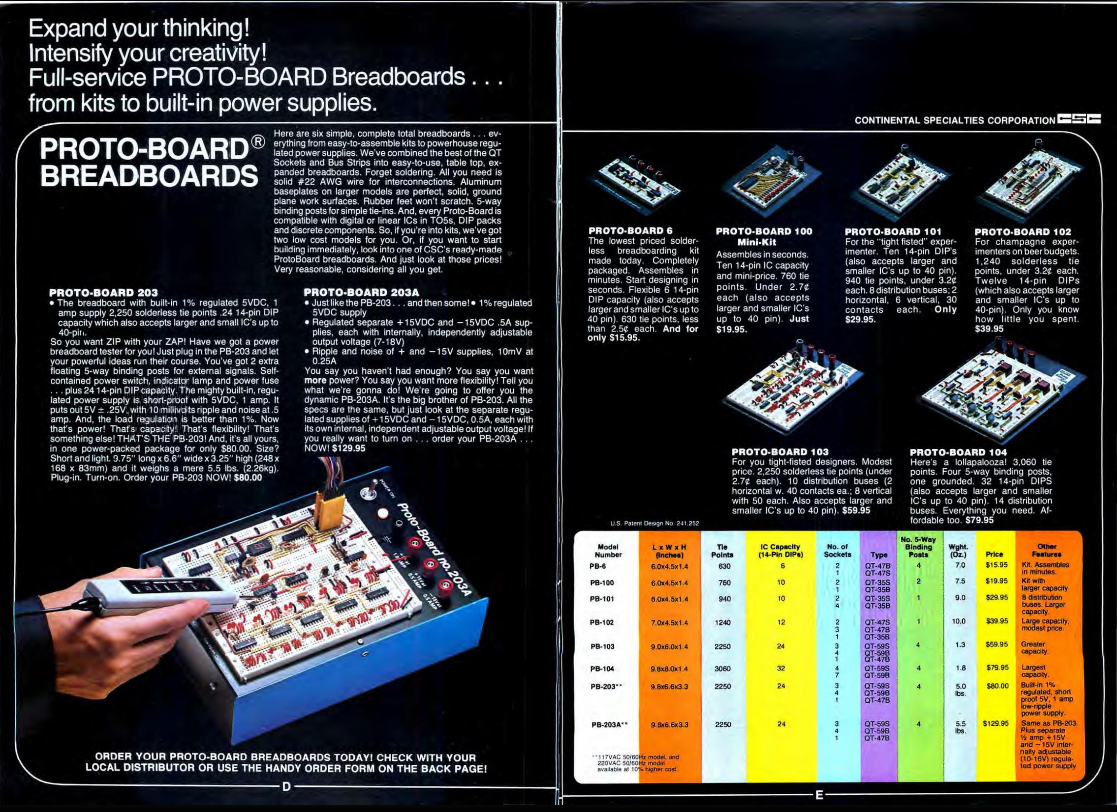 Expand your thinking!
Intensify your creativity!
Full-service PROTO-BOARD Breadboards . . .
from kits to built-in power supplies.
PROTO-BOARD®
BREADBOARDS
Here are six simple, complete total breadboards . . . ev-
erything from easy-to-assemble kits to powerhouse regu-
lated power supplies. We've combined the best of the QT
Sockets and Bus Strips into easy-to-use, table top, ex-
panded breadboards. Forget soldering. All you need is
solid #22 AWG wire for interconnections. Aluminum
baseplates on larger models are perfect, solid, ground
plane work surfaces. Rubber feet won't scratch. 5-way
binding posts for simple tie-ins. And, every Proto-Board is
compatible with digital or linear ICs in TO5s, DIP packs
and discrete components. So, if you're into kits, we've got
two low cost models for you. Or, if you want to start
building immediately, look into one of CSC's ready-made
ProtoBoard breadboards. And just look at those prices!
Very reasonable, considering all you get.
PROTO-BOARD 203
• The breadboard with built-in 1% regulated 5VDC, 1
amp supply 2,250 solderless tie points .24 14-pin DIP
capacity which also accepts larger and small IC's up to
40-pin.
So you want ZIP with your ZAP! Have we got a power
breadboard tester for you! Just plug in the PB-203 and let
your powerful ideas run their course. You've got 2 extra
floating 5-way binding posts for external signals. Self-
contained power switch, indicator lamp and power fuse
. . . plus 24 14-pin DIP capacity. The mighty built-in, regu-
lated power supply is short-proof with 5VDC, 1 amp. It
puts out 5V ± .25V, with 10 millivolts ripple and noise at .5
amp. And, the load regulation is better than 1%. Now
that's power! That's capacity! That's flexibility! That's
something else! THAT'S THE PB-203! And, it's all yours,
in one power-packed package for only $80.00. Size?
Short and light. 9.75" long x 6.6" wide x 3.25" high (248 x
168 x 83mm) and it weighs a mere 5.5 lbs. (2.26kg).
Plug-in. Turn-on. Order your PB-203 NOW! $80.00
PROTO-BOARD 203A
• Just like the PB-203 . . . and then some! • 1% regulated
5VDC supply
• Regulated separate +15VDC and −15VDC .5A sup-
plies, each with internally, independently adjustable
output voltage (7-18V)
• Ripple and noise of + and −15V supplies, 10mV at
0.25A
You say you haven't had enough? You say you want
more power? You say you want more flexibility! Tell you
what we're gonna do! We're going to offer you the
dynamic PB-203A. It's the big brother of PB-203. All the
specs are the same, but just look at the separate regu-
lated supplies of +15VDC and −15VDC, 0.5A, each with
its own internal, independent adjustable output voltage! If
you really want to turn on . . . order your PB-203A . . .
NOW! $129.95
POWER ON
Proto-Board no. 203A
ORDER YOUR PROTO-BOARD BREADBOARDS TODAY! CHECK WITH YOUR
LOCAL DISTRIBUTOR OR USE THE HANDY ORDER FORM ON THE BACK PAGE!
D
CONTINENTAL SPECIALTIES CORPORATION CSC
PROTO-BOARD 6
The lowest priced solder-
less breadboarding kit
made today. Completely
packaged. Assembles in
minutes. Start designing in
seconds. Flexible 6 14-pin
DIP capacity (also accepts
larger and smaller IC's up to
40 pin). 630 tie points, less
than 2.5¢ each. And for
only $15.95.
PROTO-BOARD 100
Mini-Kit
Assembles in seconds.
Ten 14-pin IC capacity
and mini-price. 760 tie
points. Under 2.7¢
each (also accepts
larger and smaller IC's
up to 40 pin). Just
$19.95.
PROTO-BOARD 101
For the "tight fisted" exper-
imenter. Ten 14-pin DIP's
(also accepts larger and
smaller IC's up to 40 pin).
940 tie points, under 3.2¢
each. 8 distribution buses; 2
horizontal, 6 vertical, 30
contacts each. Only
$29.95.
PROTO-BOARD 102
For champagne exper-
imenters on beer budgets.
1,240 solderless tie
points, under 3.2¢ each.
Twelve 14-pin DIPs
(which also accepts larger
and smaller IC's up to
40-pin). Only you know
how little you spent.
$39.95
PROTO-BOARD 103
For you tight-fisted designers. Modest
price. 2,250 solderless tie points (under
2.7¢ each). 10 distribution buses (2
horizontal w. 40 contacts ea.; 8 vertical
with 50 each. Also accepts larger and
smaller IC's up to 40 pin). $59.95
PROTO-BOARD 104
Here's a lollapalooza! 3,060 tie
points. Four 5-way binding posts,
one grounded. 32 14-pin DIPS
(also accepts larger and smaller
IC's up to 40 pin). 14 distribution
buses. Everything you need. Af-
fordable too. $79.95
U.S. Patent Design No. 241,252
Model Number L x W x H (Inches) Tie Points IC Capacity (14-Pin DIPs) No. of Sockets Type No. 5-Way Binding Posts Wght. (Oz.) Price Other Features
PB-6 6.0x4.5x1.4 630 6 2 QT-47B 4 7.0 $15.95 Kit. Assembles
1 QT-47S in minutes.
PB-100 6.0x4.5x1.4 760 10 2 QT-35S 2 7.5 $19.95 Kit with
1 QT-35B larger capacity
PB-101 6.0x4.5x1.4 940 10 2 QT-35S 1 9.0 $29.95 8 distribution
4 QT-35B buses. Larger
capacity.
PB-102 7.0x4.5x1.4 1240 12 2 QT-47S 1 10.0 $39.95 Large capacity,
3 QT-47B modest price.
1 QT-35B
PB-103 9.0x6.0x1.4 2250 24 3 QT-59S 4 1.3 $59.95 Greater
4 QT-59B capacity.
1 QT-47B
PB-104 9.8x8.0x1.4 3060 32 4 QT-59S 4 1.8 $79.95 Largest
7 QT-59B capacity.
PB-203** 9.8x6.6x3.3 2250 24 3 QT-59S 4 5.0 $80.00 Built-in 1%
4 QT-59B lbs. regulated, short
1 QT-47B proof 5V, 1 amp
low-ripple
power supply.
PB-203A** 9.8x6.6x3.3 2250 24 3 QT-59S 4 5.5 $129.95 Same as PB-203
4 QT-59B lbs. Plus separate
1 QT-47B ½ amp +15V
and −15V inter-
nally adjustable
(10-16V) regula-
ted power supply
**117VAC 50/60Hz model, and
220VAC 50/60Hz model
available at 10% higher cost
E